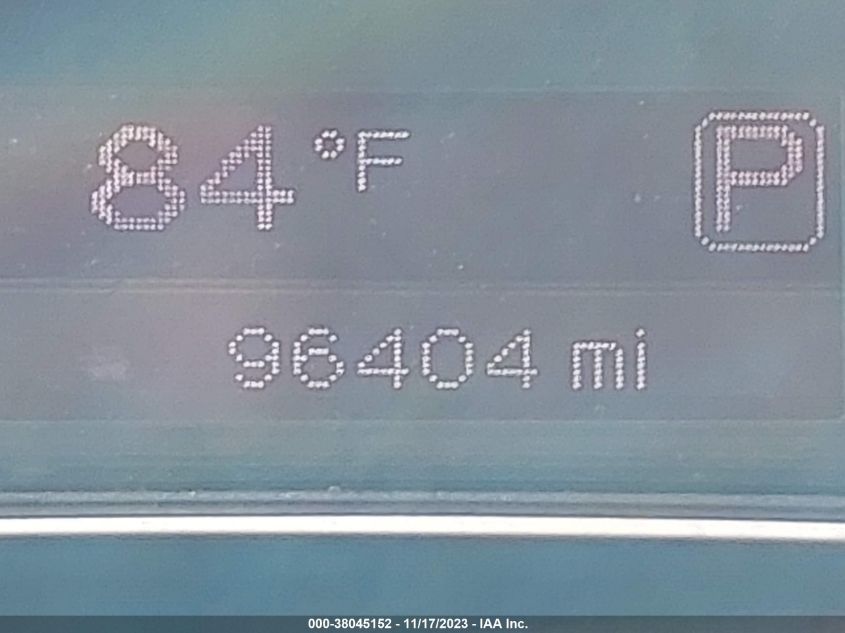 84 °F P
96404 mi
000-38045152 - 11/17/2023 - IAA Inc.